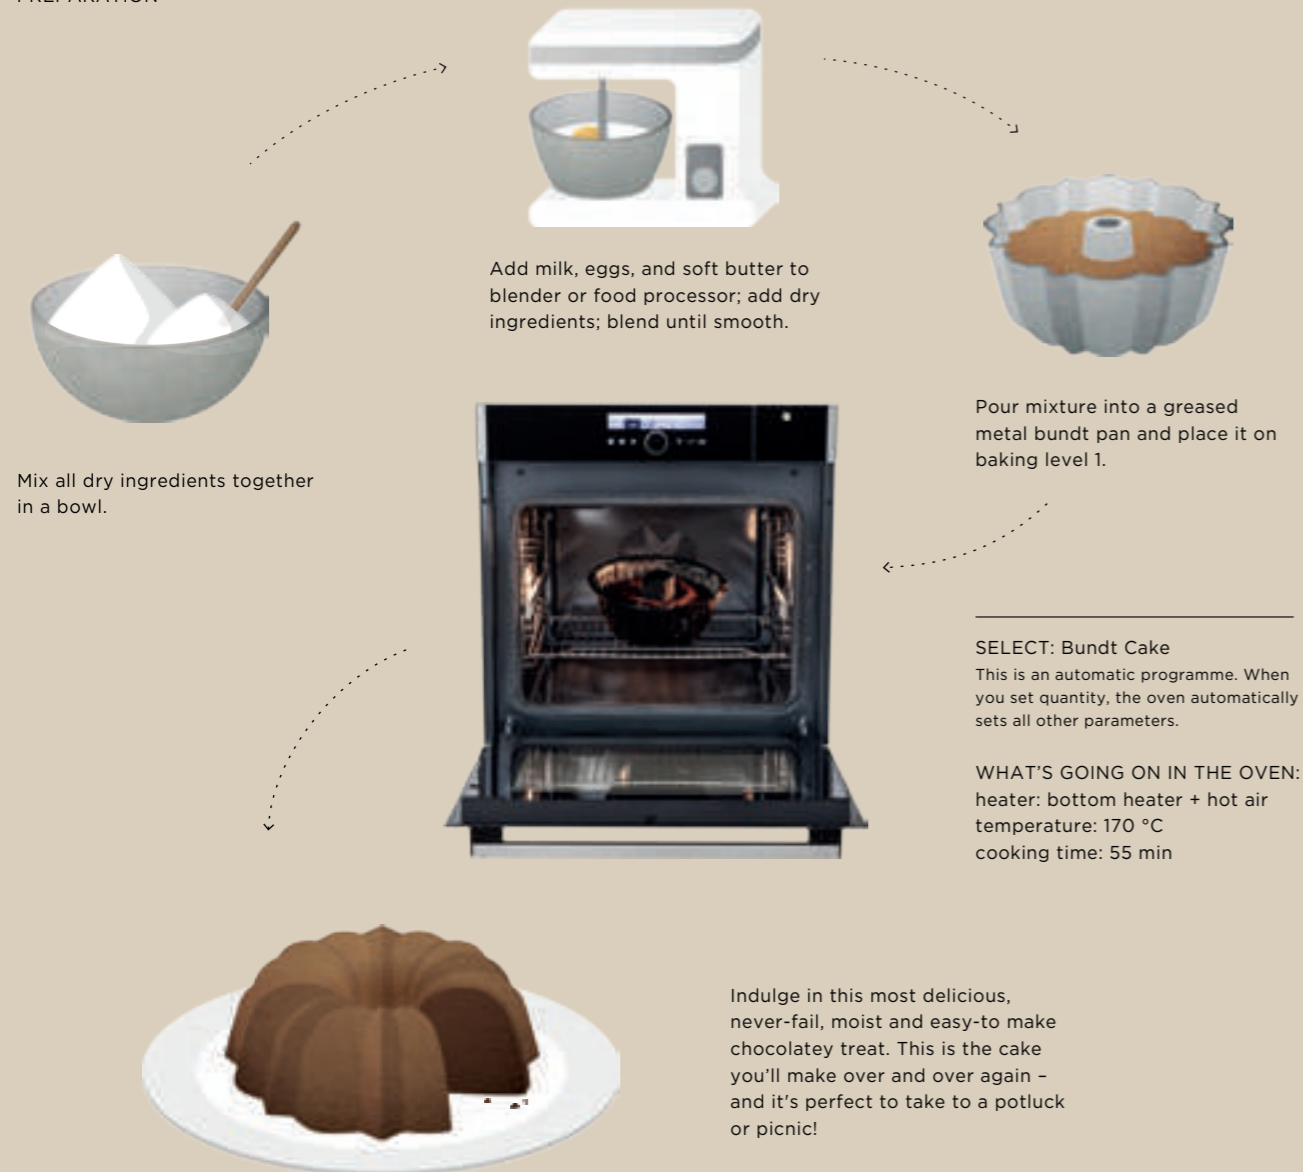 PREPARATION
Add milk, eggs, and soft butter to
blender or food processor; add dry
ingredients; blend until smooth.
Pour mixture into a greased
metal bundt pan and place it on
baking level 1.
Mix all dry ingredients together
in a bowl.
SELECT: Bundt Cake
This is an automatic programme. When
you set quantity, the oven automatically
sets all other parameters.
WHAT'S GOING ON IN THE OVEN:
heater: bottom heater + hot air
temperature: 170 °C
cooking time: 55 min
Indulge in this most delicious,
never-fail, moist and easy-to make
chocolatey treat. This is the cake
you'll make over and over again –
and it's perfect to take to a potluck
or picnic!